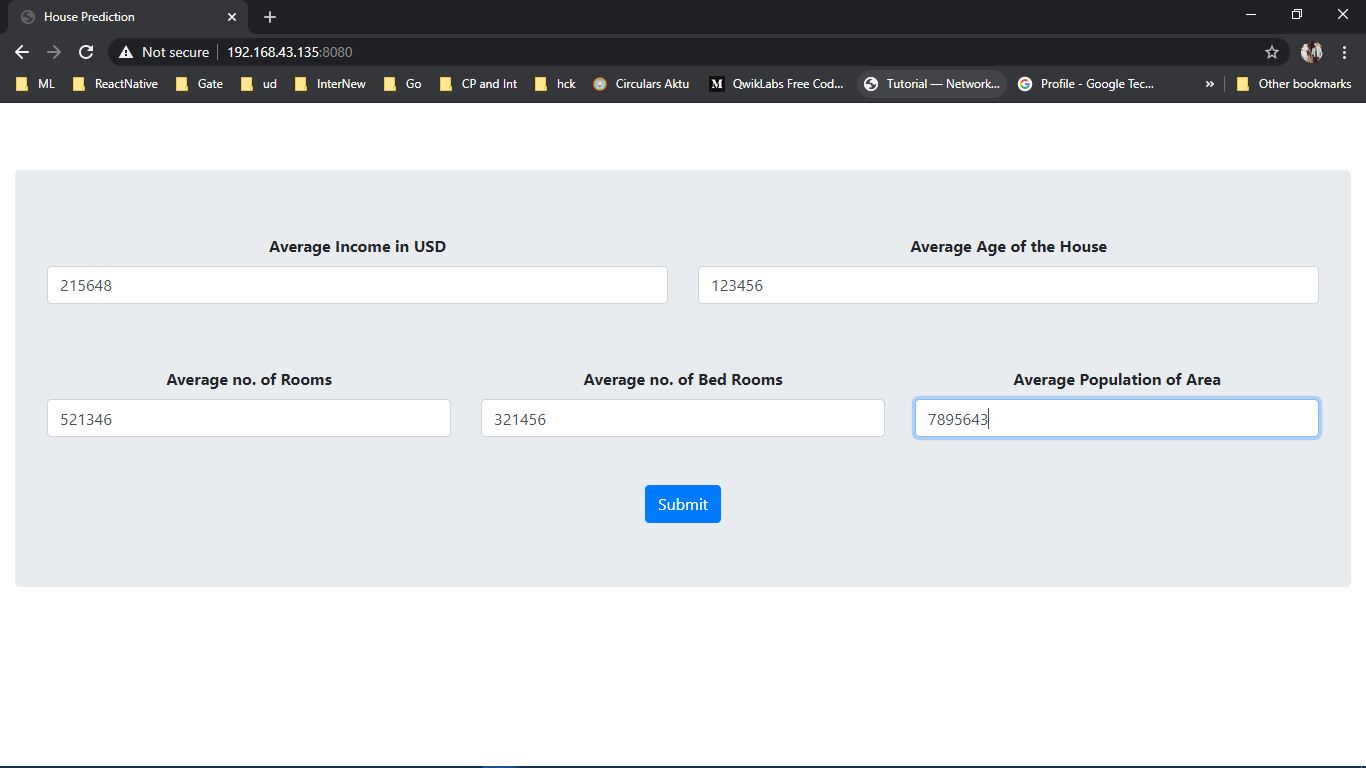 House Prediction
Not secure 192.168.43.135:8080
ML ReactNative Gate ud InterNew Go CP and Int hck Circulars Aktu M QwikLabs Free Cod... Tutorial — Network... G Profile - Google Tec... » Other bookmarks
Average Income in USD Average Age of the House
215648 123456
Average no. of Rooms Average no. of Bed Rooms Average Population of Area
521346 321456 7895643
Submit